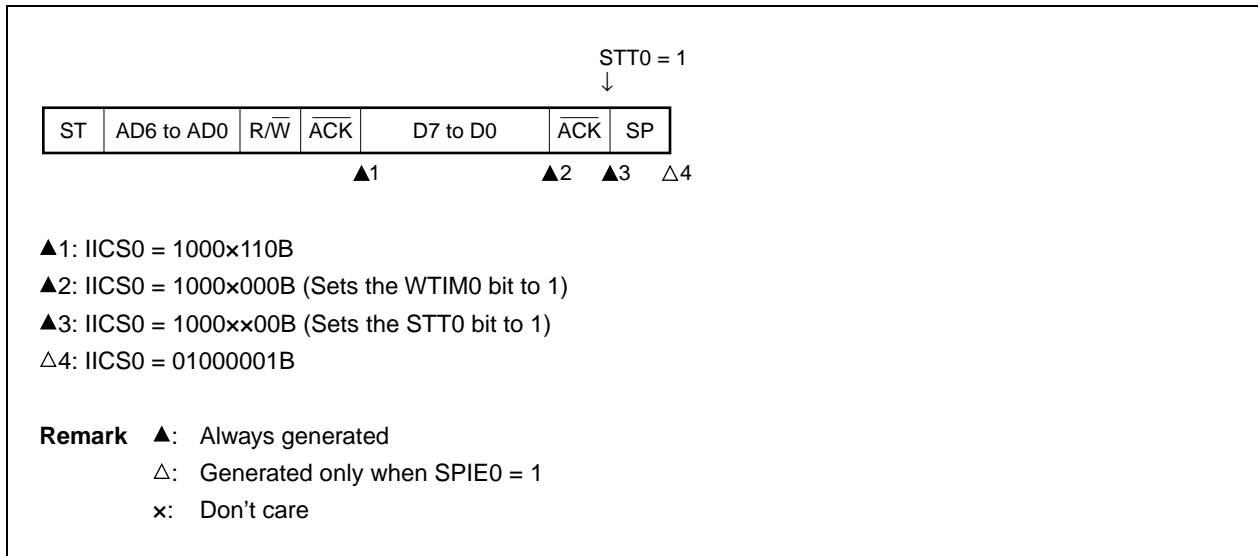 STT0 = 1
↓
ST AD6 to AD0 R/W̅ A̅C̅K̅ D7 to D0 A̅C̅K̅ SP
▲1 ▲2 ▲3 △4
▲1: IICS0 = 1000×110B
▲2: IICS0 = 1000×000B (Sets the WTIM0 bit to 1)
▲3: IICS0 = 1000××00B (Sets the STT0 bit to 1)
△4: IICS0 = 01000001B
Remark ▲: Always generated
△: Generated only when SPIE0 = 1
×: Don't care